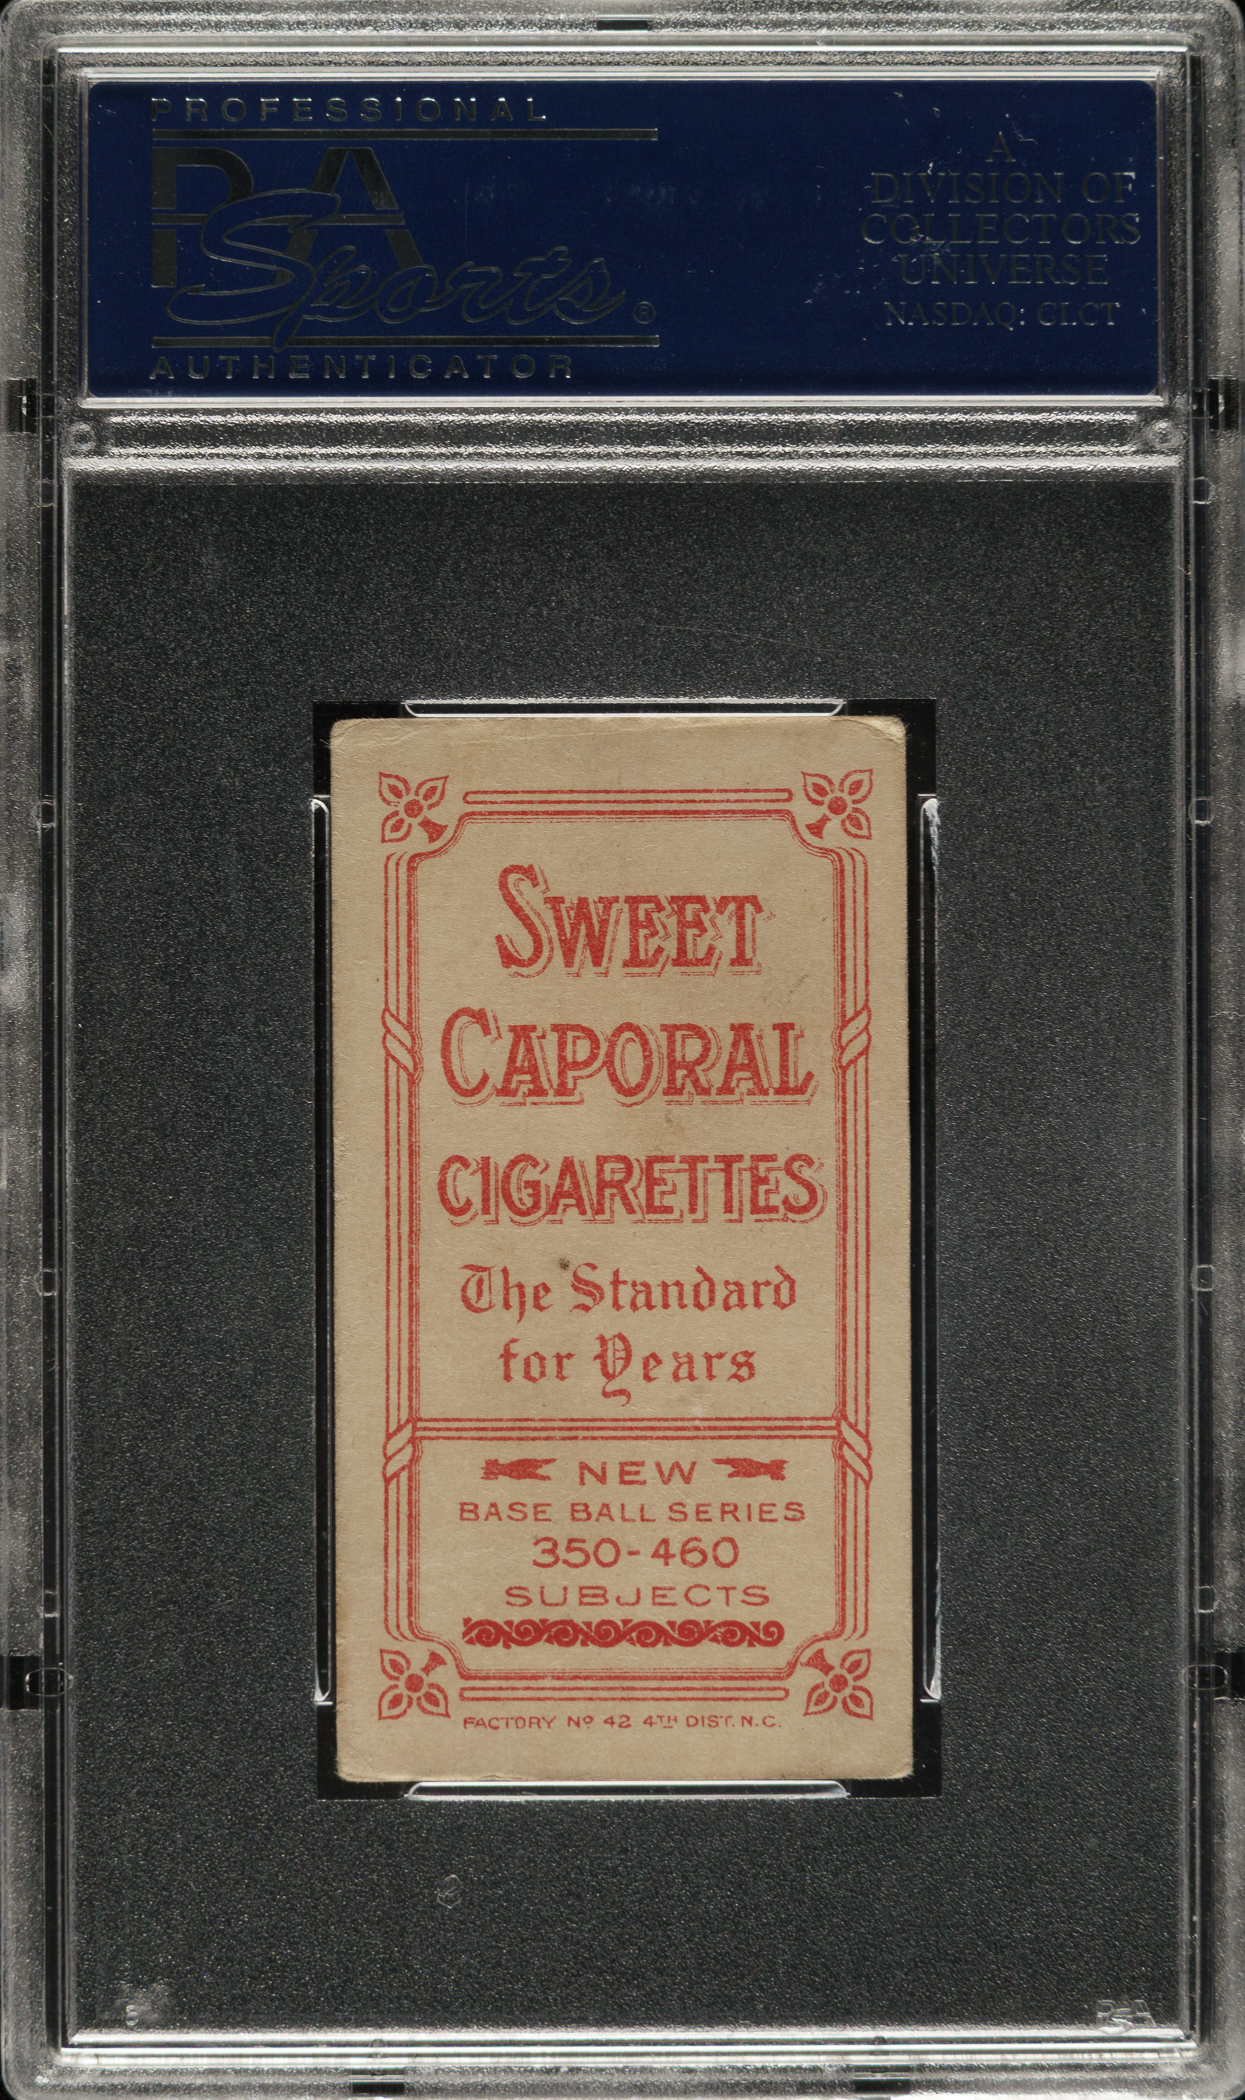 PROFESSIONAL
PSA
Sports®
AUTHENTICATOR
A
DIVISION OF
COLLECTORS
UNIVERSE
NASDAQ: CLCT
SWEET
CAPORAL
CIGARETTES
The Standard
for Years
NEW
BASE BALL SERIES
350-460
SUBJECTS
FACTORY Nº 42 4TH DIST. N.C.
PSA